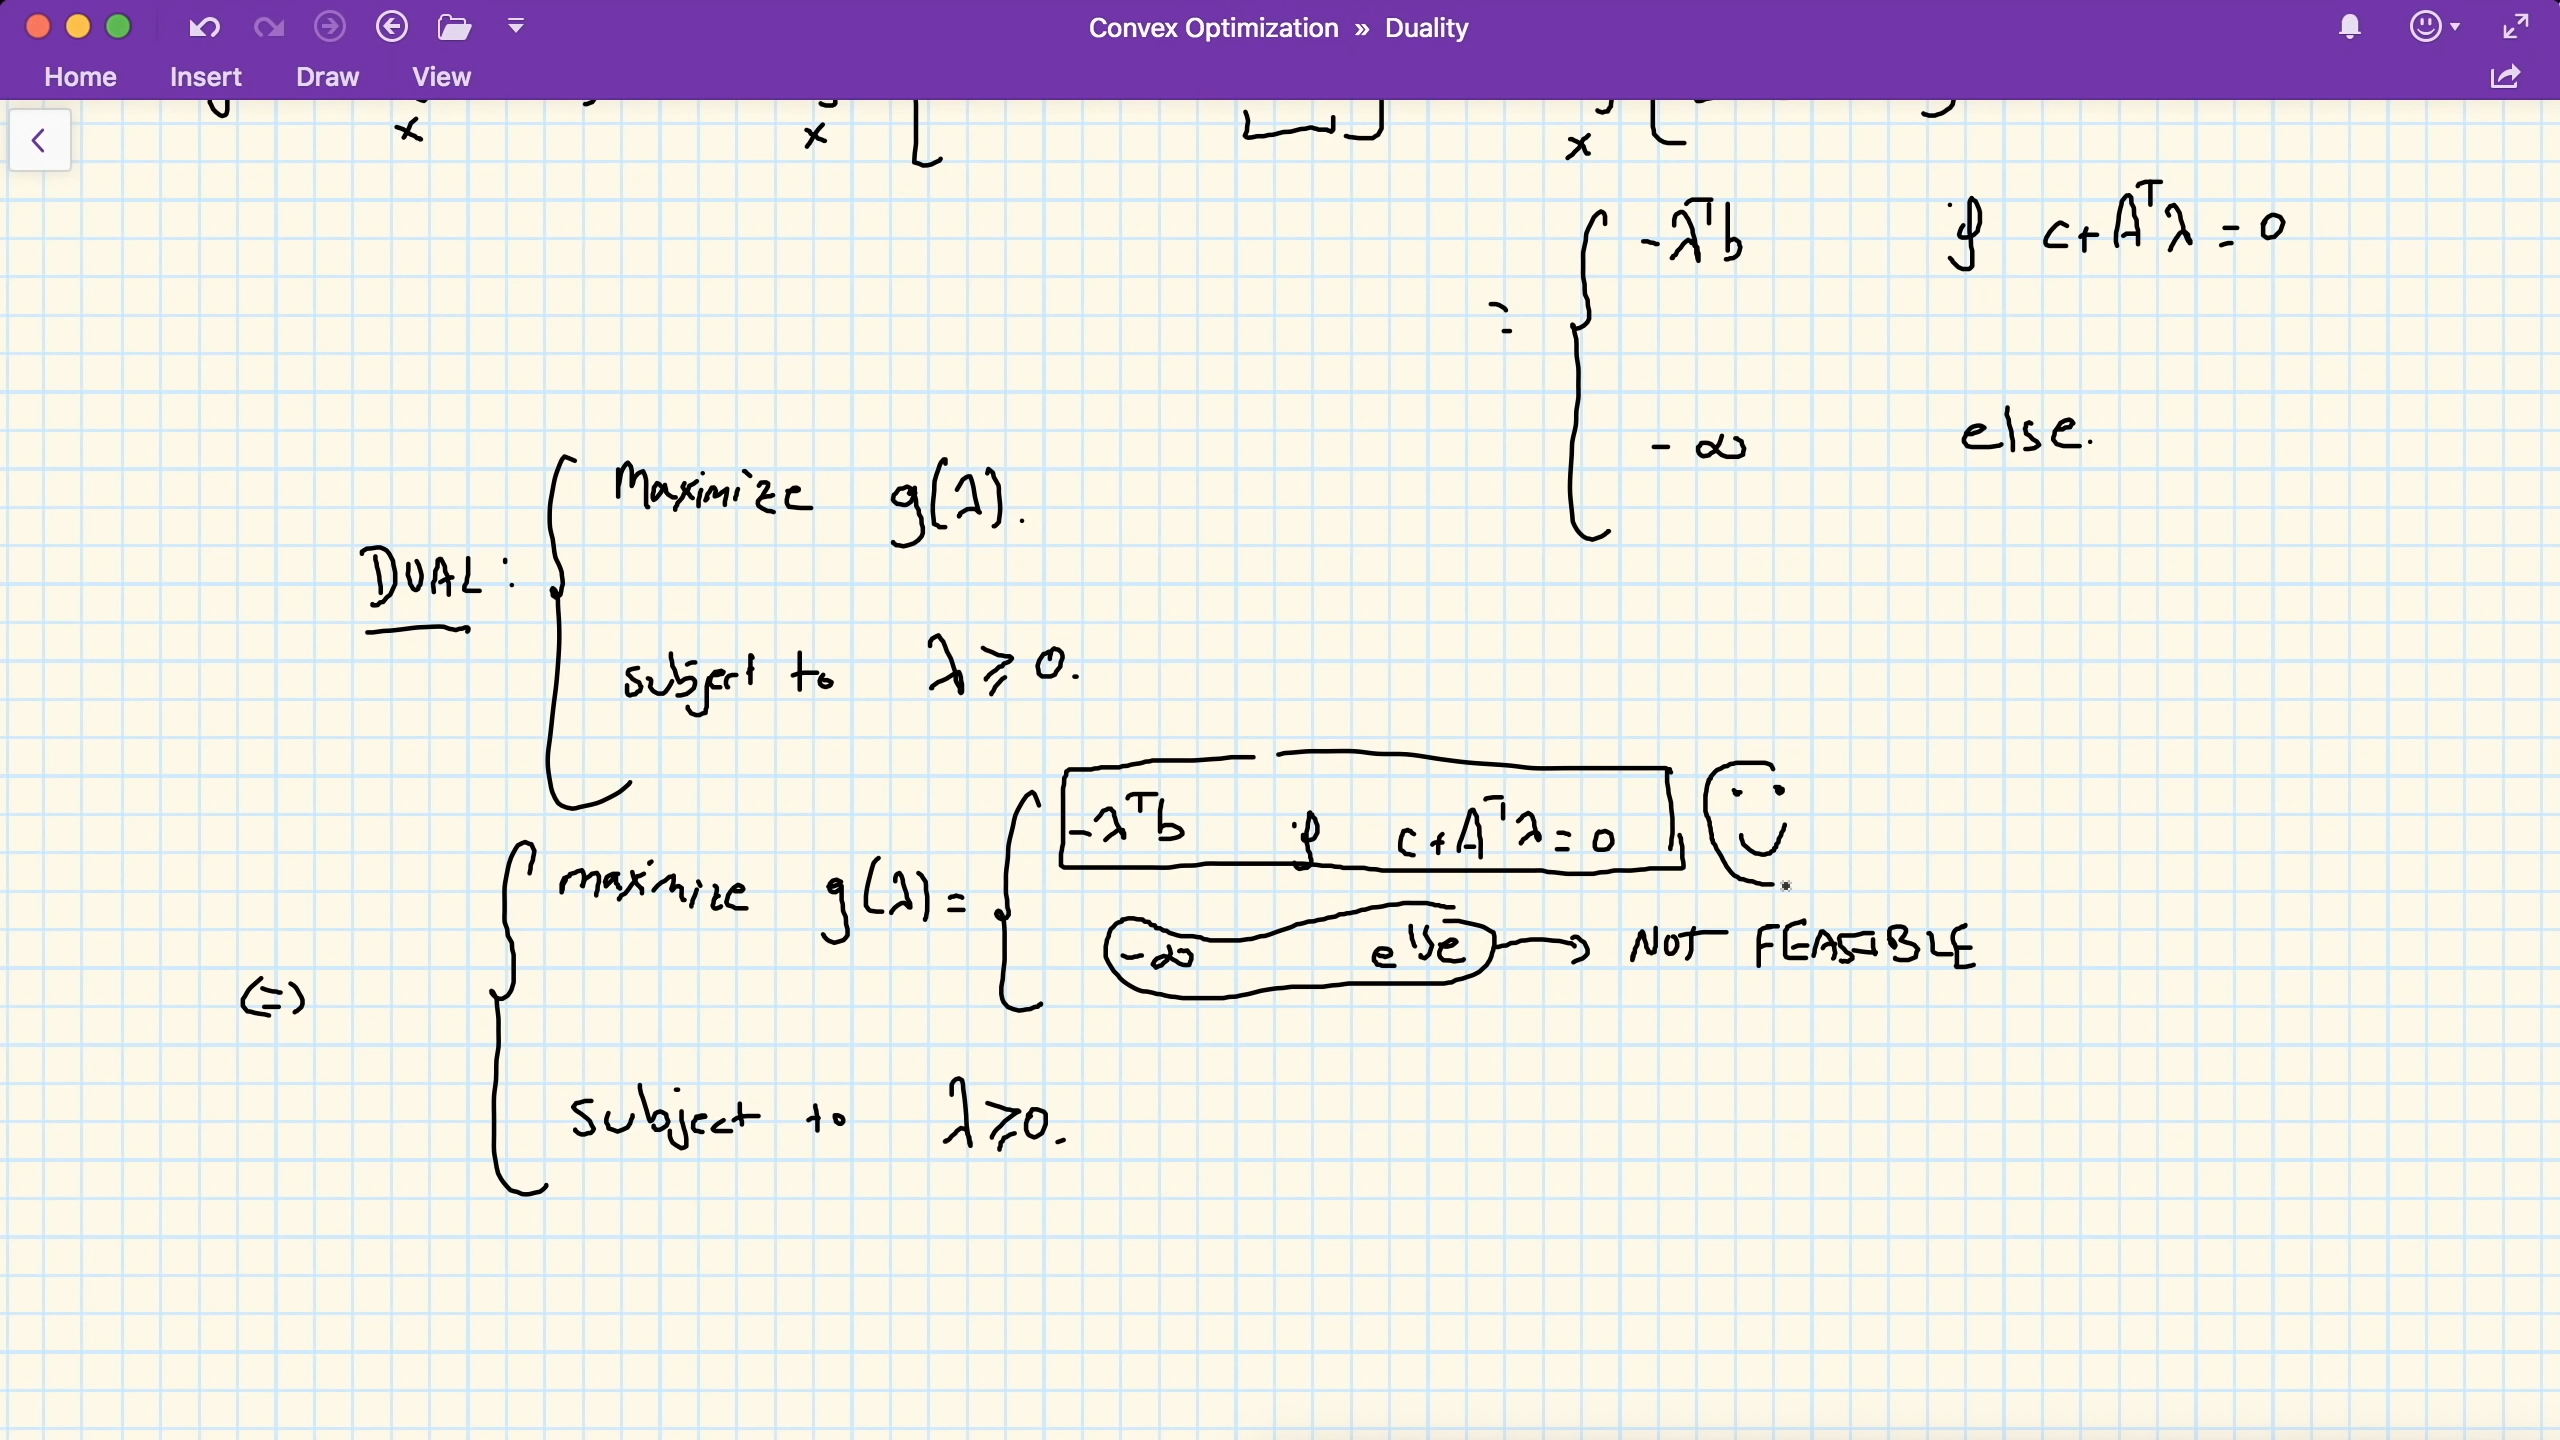 Convex Optimization » Duality
Home Insert Draw View
x x x
= { -λᵀb if c+Aᵀλ = 0
-∞ else.
DUAL: { Maximize g(λ).
subject to λ ⩾ 0.
(=) { maximize g(λ) = { -λᵀb if c+Aᵀλ = 0
-∞ else → NOT FEASIBLE
subject to λ⩾0.